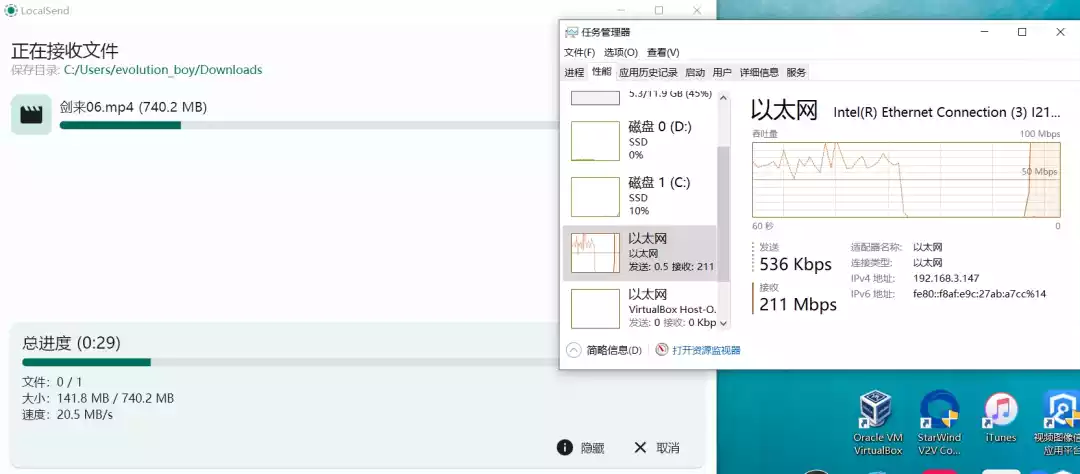 LocalSend
正在接收文件
保存目录: C:/Users/evolution_boy/Downloads
剑来06.mp4 (740.2 MB)
总进度 (0:29)
文件: 0 / 1
大小: 141.8 MB / 740.2 MB
速度: 20.5 MB/s
隐藏
取消
任务管理器
文件(F) 选项(O) 查看(V)
进程 性能 应用历史记录 启动 用户 详细信息 服务
5.3/11.9 GB (45%)
磁盘 0 (D:)
SSD
0%
磁盘 1 (C:)
SSD
10%
以太网
以太网
发送: 0.5 接收: 211
以太网
VirtualBox Host-O...
发送: 0 接收: 0 Kbp
以太网 Intel(R) Ethernet Connection (3) I21...
吞吐量 100 Mbps
50 Mbps
60 秒 0
发送
536 Kbps
接收
211 Mbps
适配器名称: 以太网
连接类型: 以太网
IPv4 地址: 192.168.3.147
IPv6 地址: fe80::f8af:e9c:27ab:a7cc%14
简略信息(D) 打开资源监视器
Oracle VM
VirtualBox
StarWind
V2V Co...
iTunes
视频图像信
应用平台